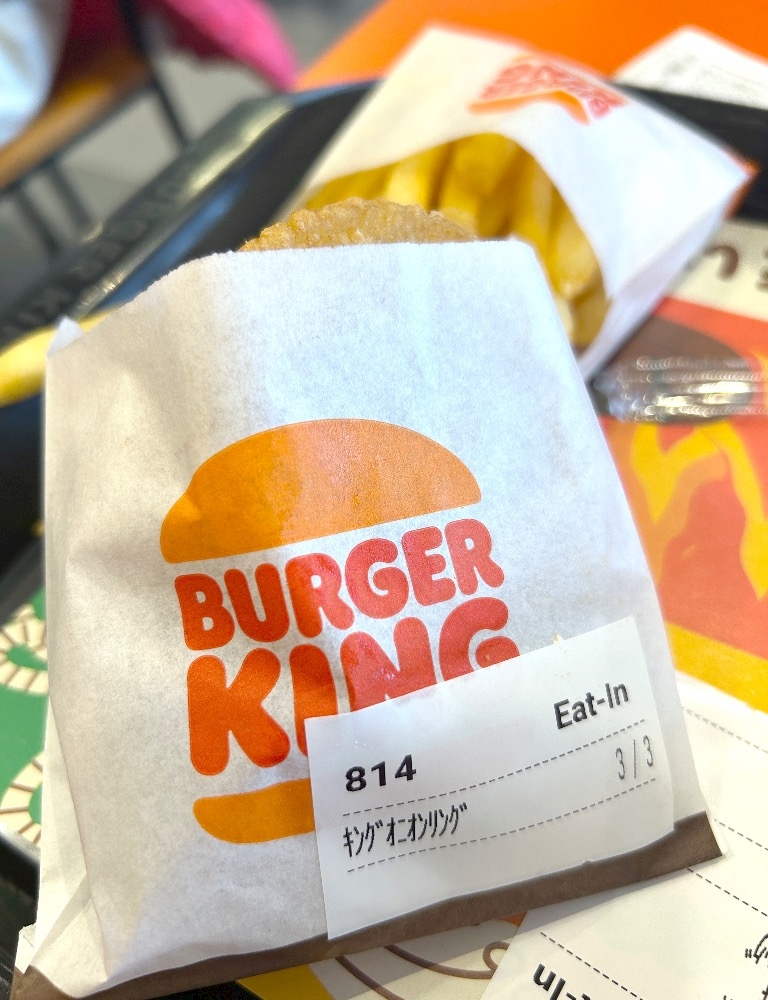 BURGER
KING
Eat-In
814
3/3
ｷﾝｸﾞｵﾆｵﾝﾘﾝｸﾞ